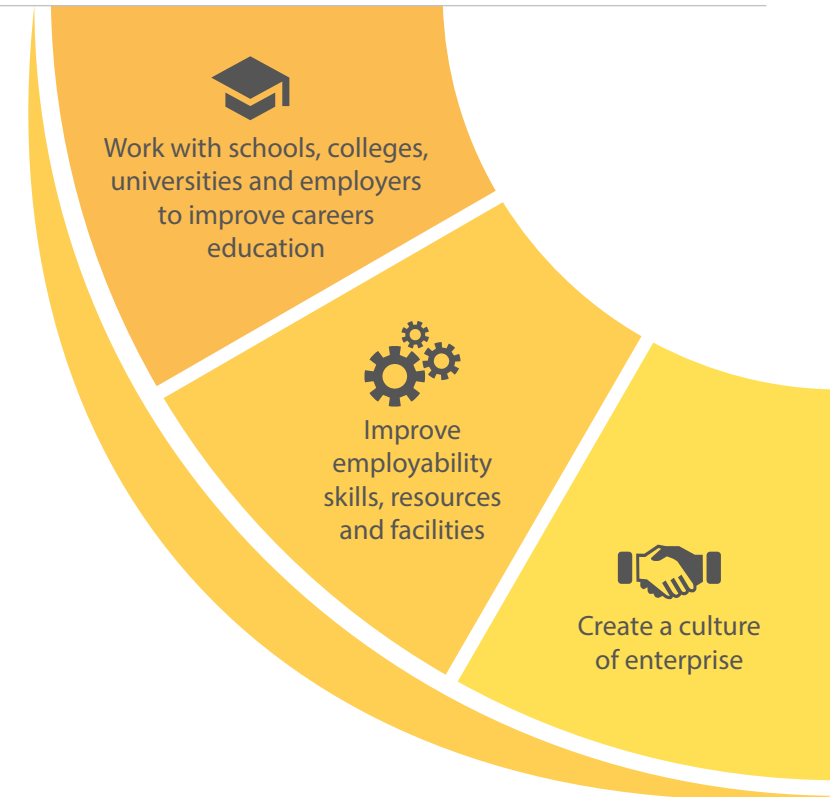 Work with schools, colleges,
universities and employers
to improve careers
education
Improve
employability
skills, resources
and facilities
Create a culture
of enterprise